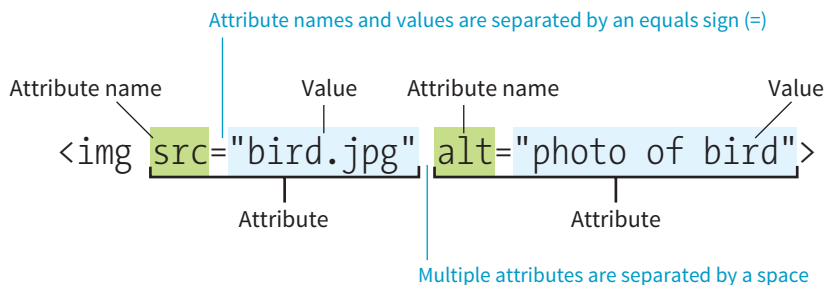 Attribute names and values are separated by an equals sign (=)
Attribute name Value Attribute name Value
<img src="bird.jpg" alt="photo of bird">
Attribute Attribute
Multiple attributes are separated by a space